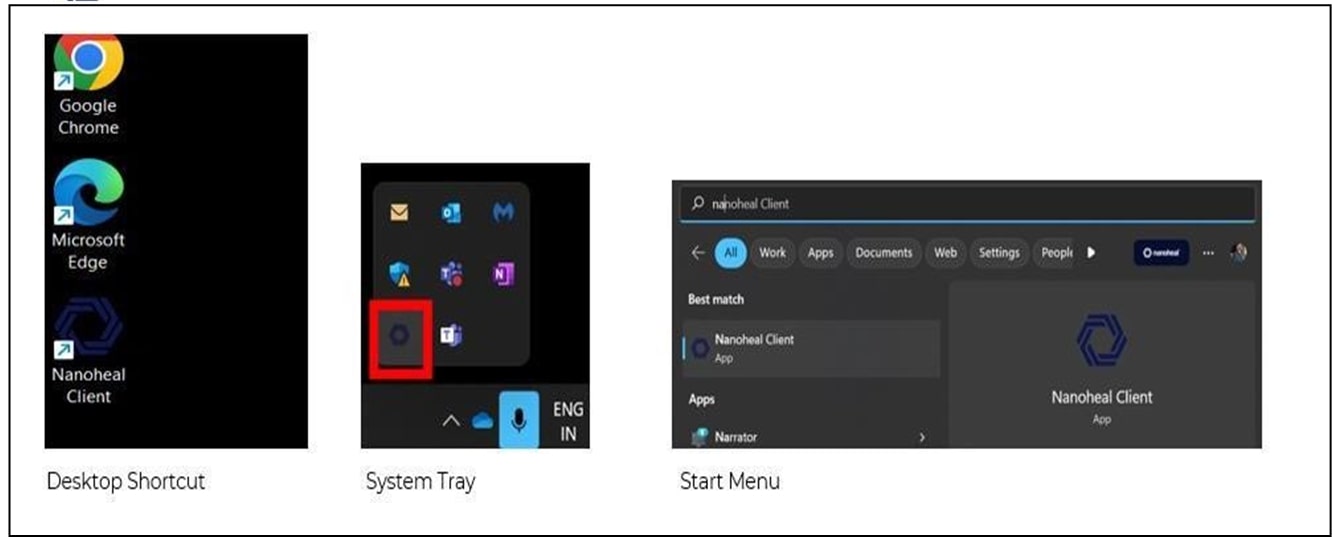 Google
Chrome
Microsoft
Edge
Nanoheal
Client
ENG
IN
nanoheal Client
All Work Apps Documents Web Settings People nanoheal ...
Best match
Nanoheal Client
App
Apps
Narrator
Nanoheal Client
App
Desktop Shortcut
System Tray
Start Menu